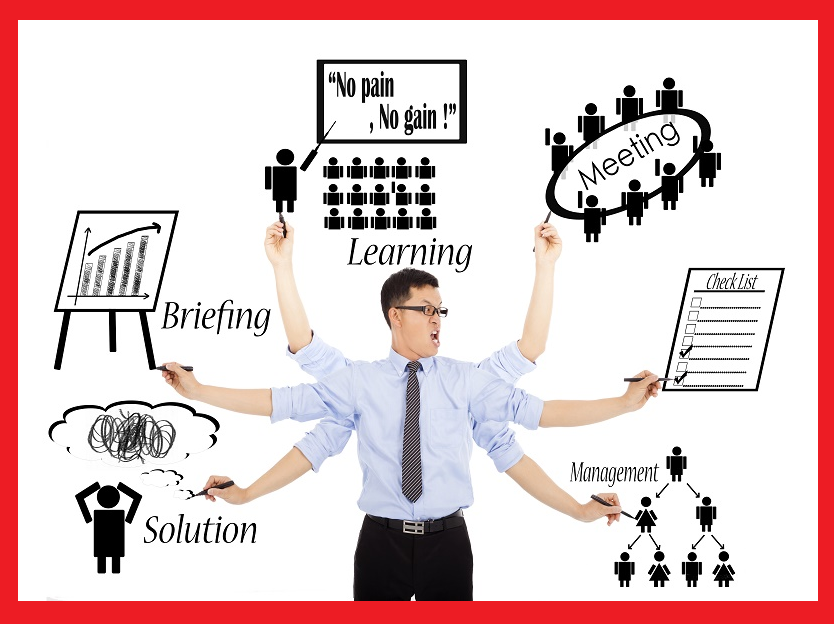 “No pain
, No gain !”
Learning
Meeting
Briefing
Check List
Solution
Management